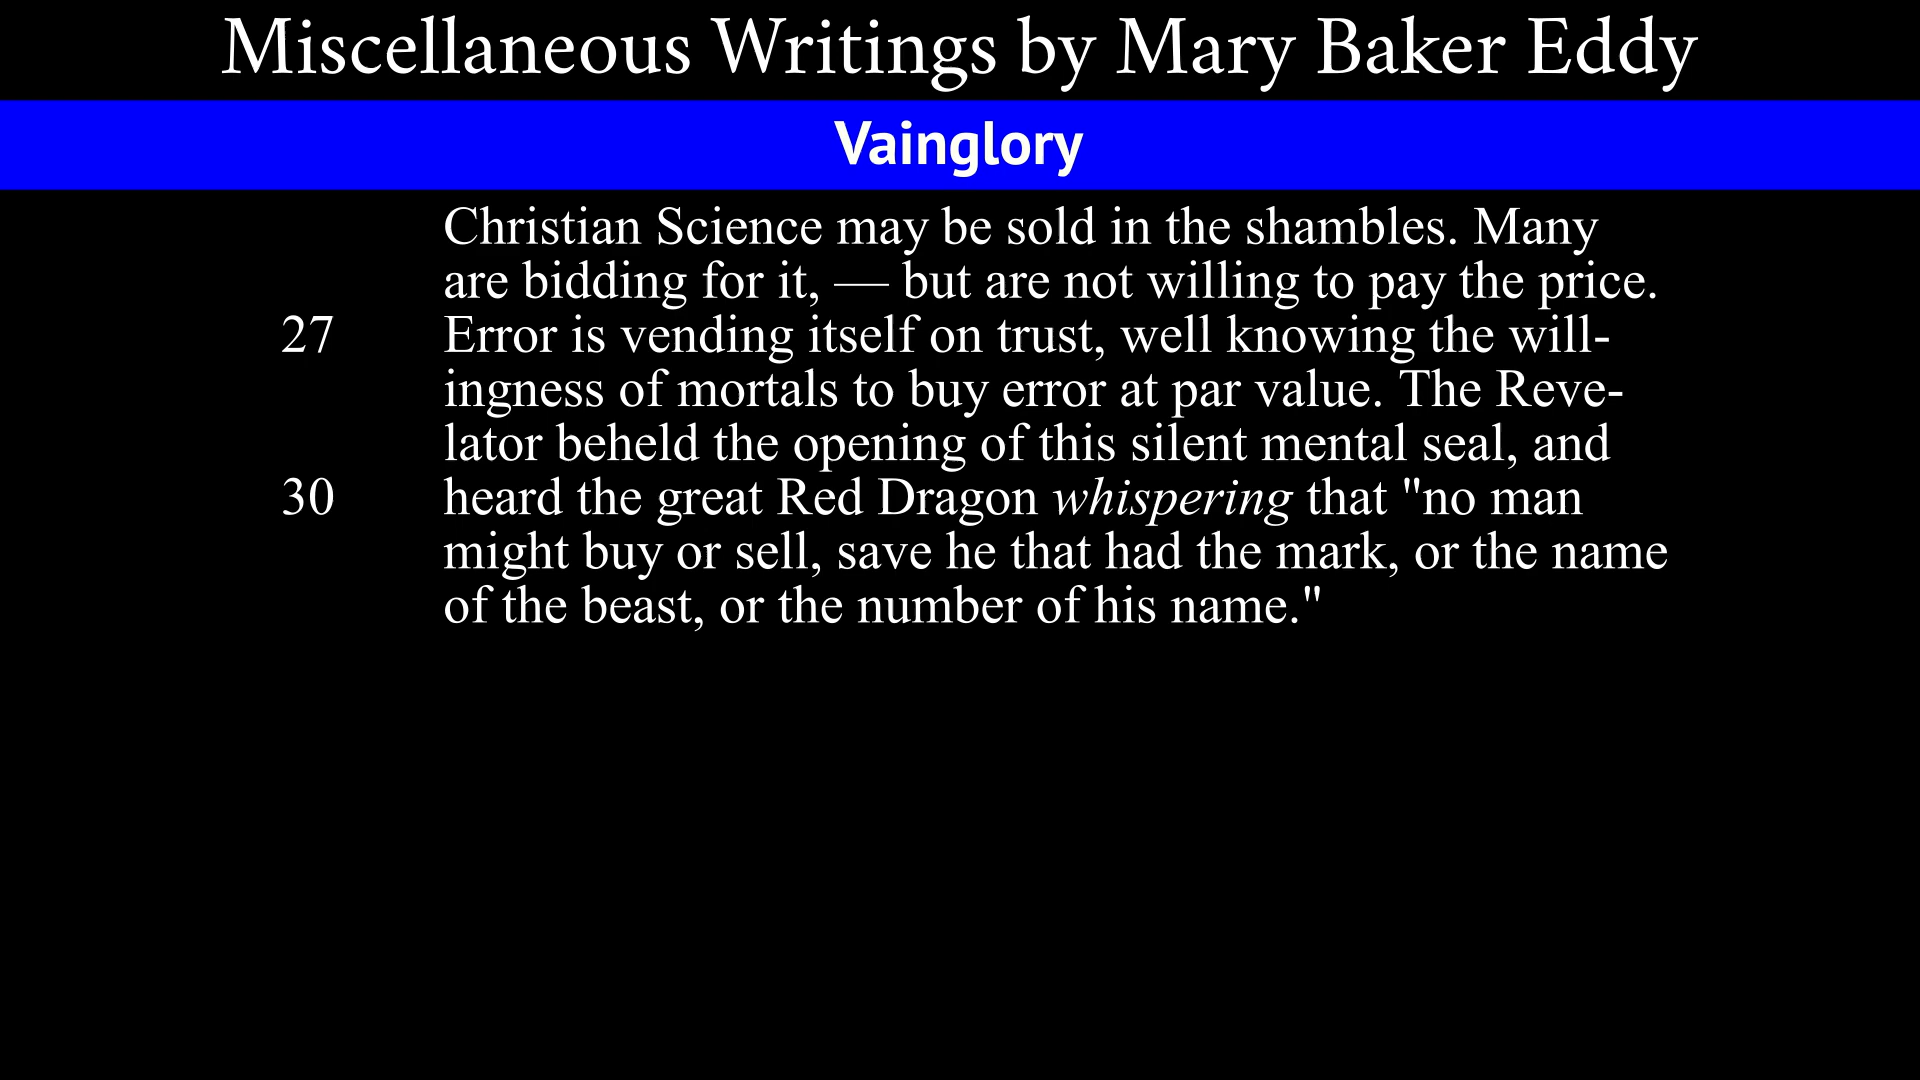 Miscellaneous Writings by Mary Baker Eddy
Vainglory
Christian Science may be sold in the shambles. Many
are bidding for it, — but are not willing to pay the price.
27 Error is vending itself on trust, well knowing the will-
ingness of mortals to buy error at par value. The Reve-
lator beheld the opening of this silent mental seal, and
30 heard the great Red Dragon whispering that "no man
might buy or sell, save he that had the mark, or the name
of the beast, or the number of his name."